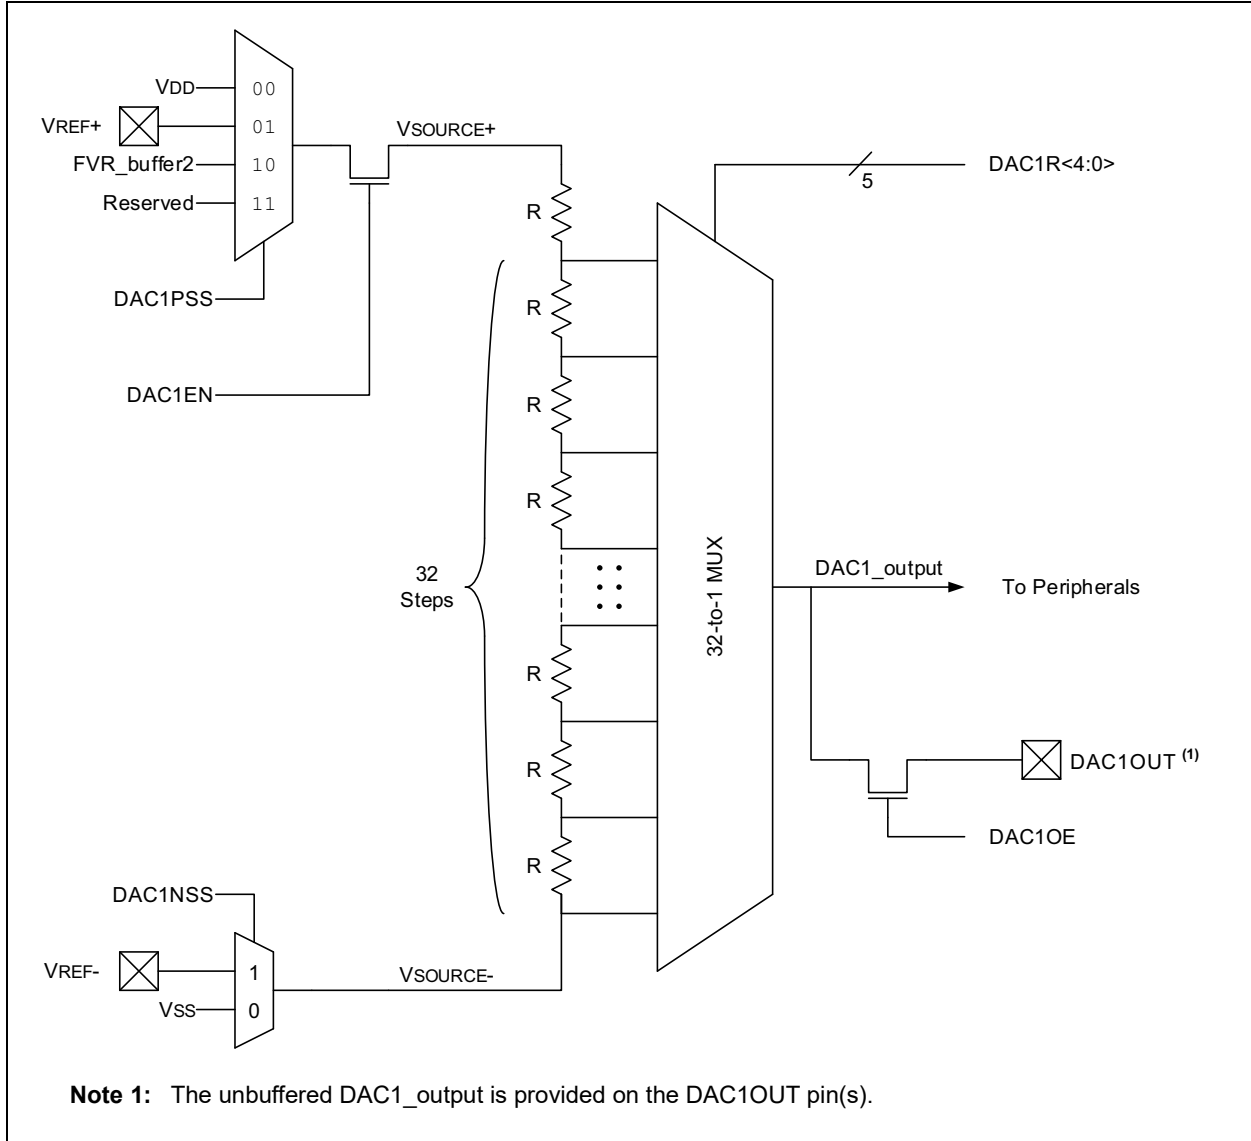 VDD
00
VREF+
01
VSOURCE+
FVR_buffer2
10
DAC1R<4:0>
5
Reserved
11
R
DAC1PSS
R
DAC1EN
R
R
32
Steps
32-to-1 MUX
DAC1_output
To Peripherals
R
R
DAC1OUT (1)
DAC1OE
R
DAC1NSS
VREF-
1
VSOURCE-
VSS
0
Note 1: The unbuffered DAC1_output is provided on the DAC1OUT pin(s).